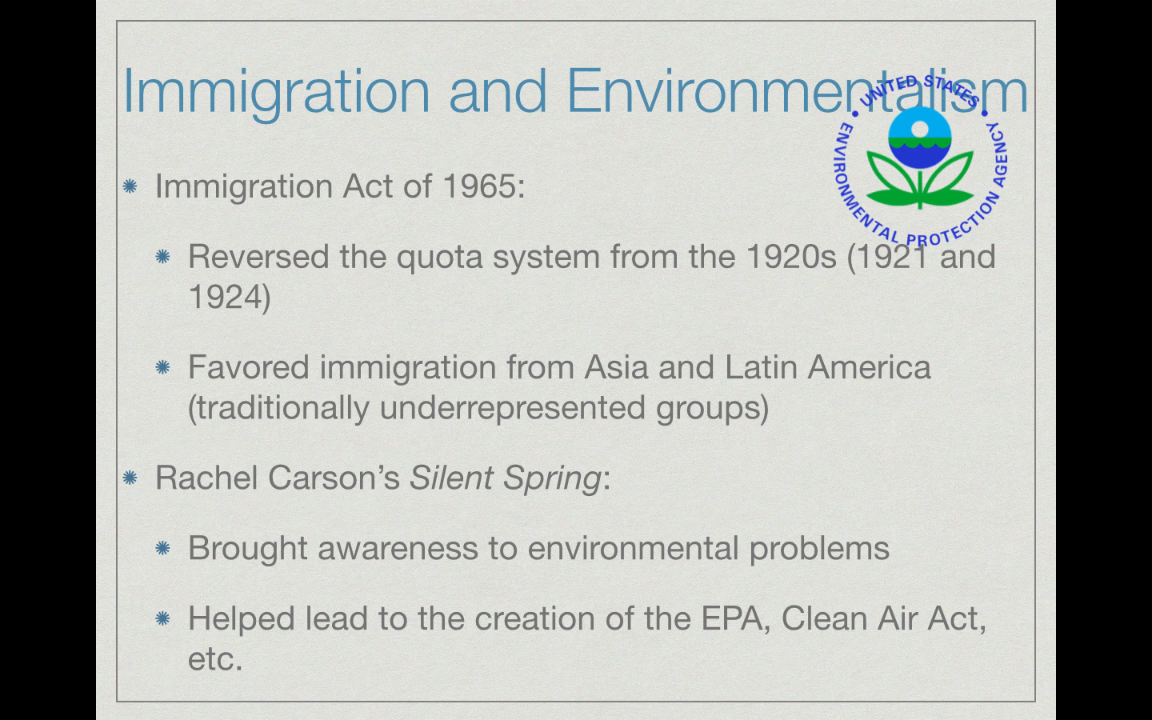 Immigration and Environmentalism
UNITED STATES
ENVIRONMENTAL PROTECTION AGENCY
Immigration Act of 1965:
Reversed the quota system from the 1920s (1921 and
1924)
Favored immigration from Asia and Latin America
(traditionally underrepresented groups)
Rachel Carson’s Silent Spring:
Brought awareness to environmental problems
Helped lead to the creation of the EPA, Clean Air Act,
etc.